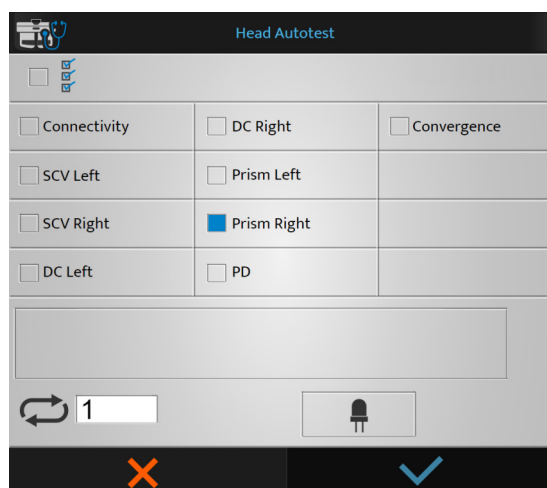 Head Autotest
Connectivity
DC Right
Convergence
SCV Left
Prism Left
SCV Right
Prism Right
DC Left
PD
1